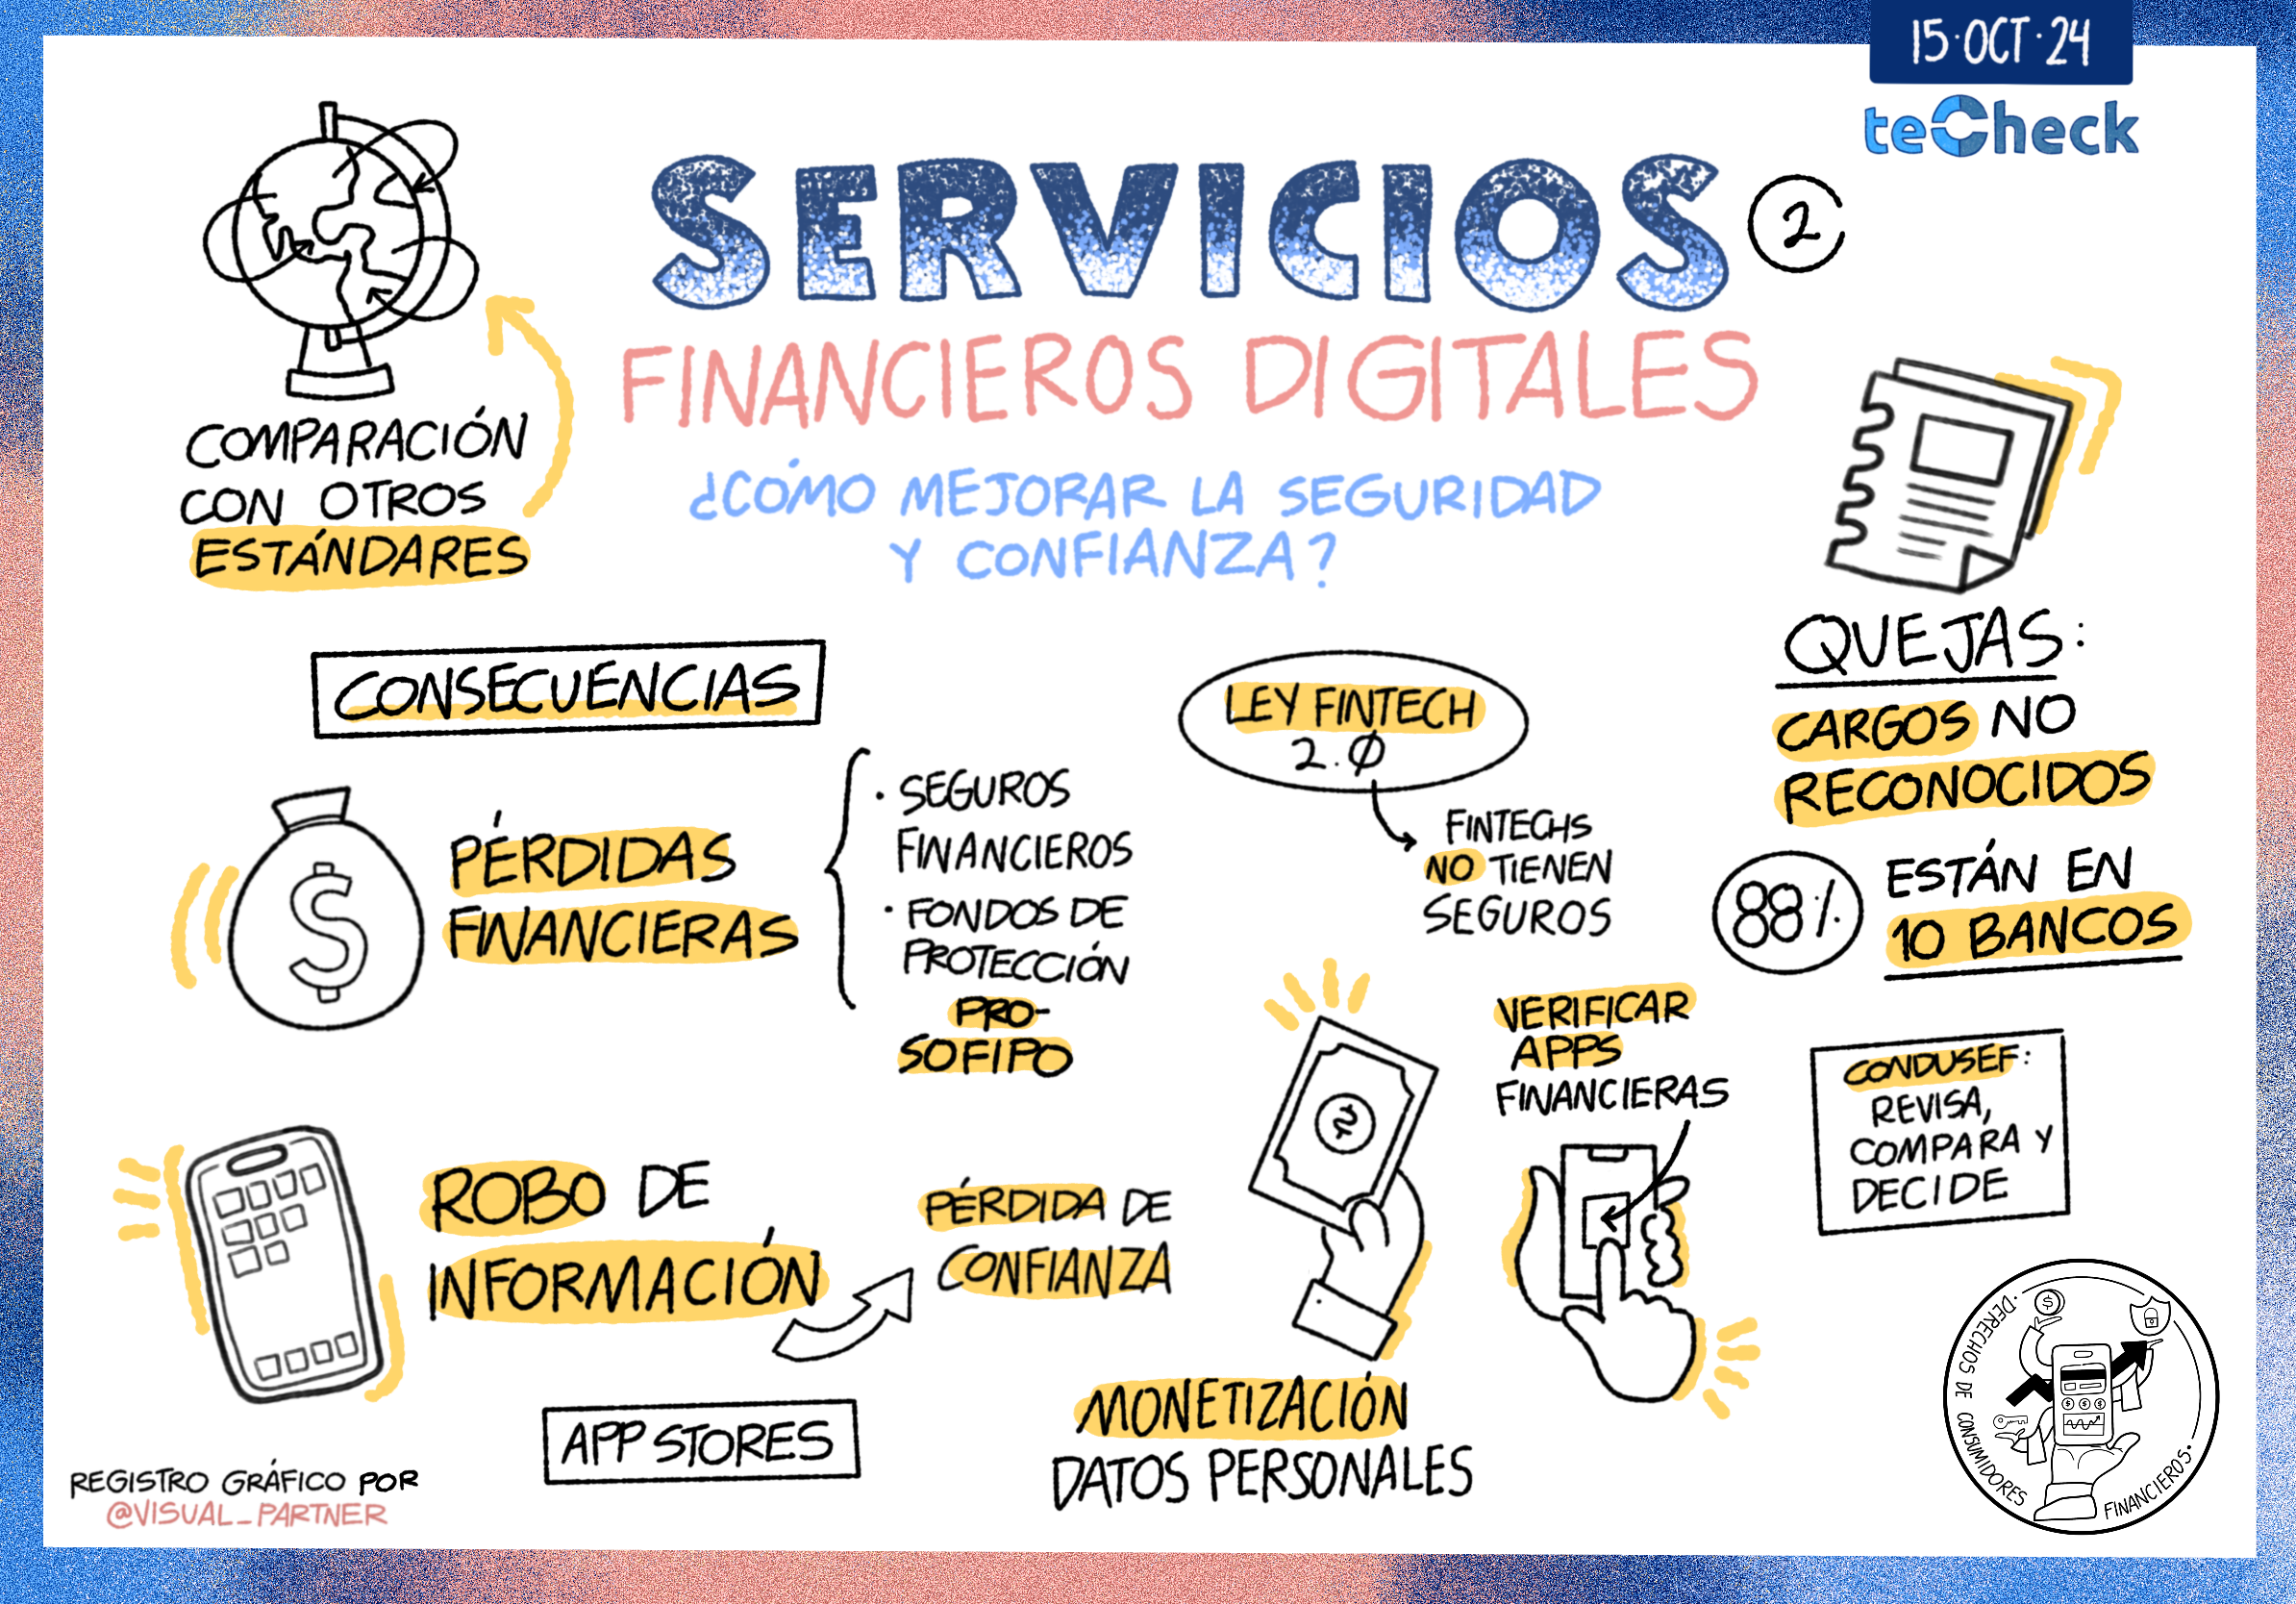 15·OCT·24
teCheck
SERVICIOS
2
FINANCIEROS DIGITALES
¿CÓMO MEJORAR LA SEGURIDAD
Y CONFIANZA?
COMPARACIÓN
CON OTROS
ESTÁNDARES
CONSECUENCIAS
PÉRDIDAS
FINANCIERAS
· SEGUROS
FINANCIEROS
· FONDOS DE
PROTECCIÓN
PRO-
SOFIPO
LEY FINTECH
2.0
FINTECHS
NO TIENEN
SEGUROS
QUEJAS:
CARGOS NO
RECONOCIDOS
88%
ESTÁN EN
10 BANCOS
ROBO DE
INFORMACIÓN
PÉRDIDA DE
CONFIANZA
APP STORES
MONETIZACIÓN
DATOS PERSONALES
VERIFICAR
APPS
FINANCIERAS
CONDUSEF:
REVISA,
COMPARA Y
DECIDE
·DERECHOS DE CONSUMIDORES FINANCIEROS·
REGISTRO GRÁFICO POR
@VISUAL_PARTNER